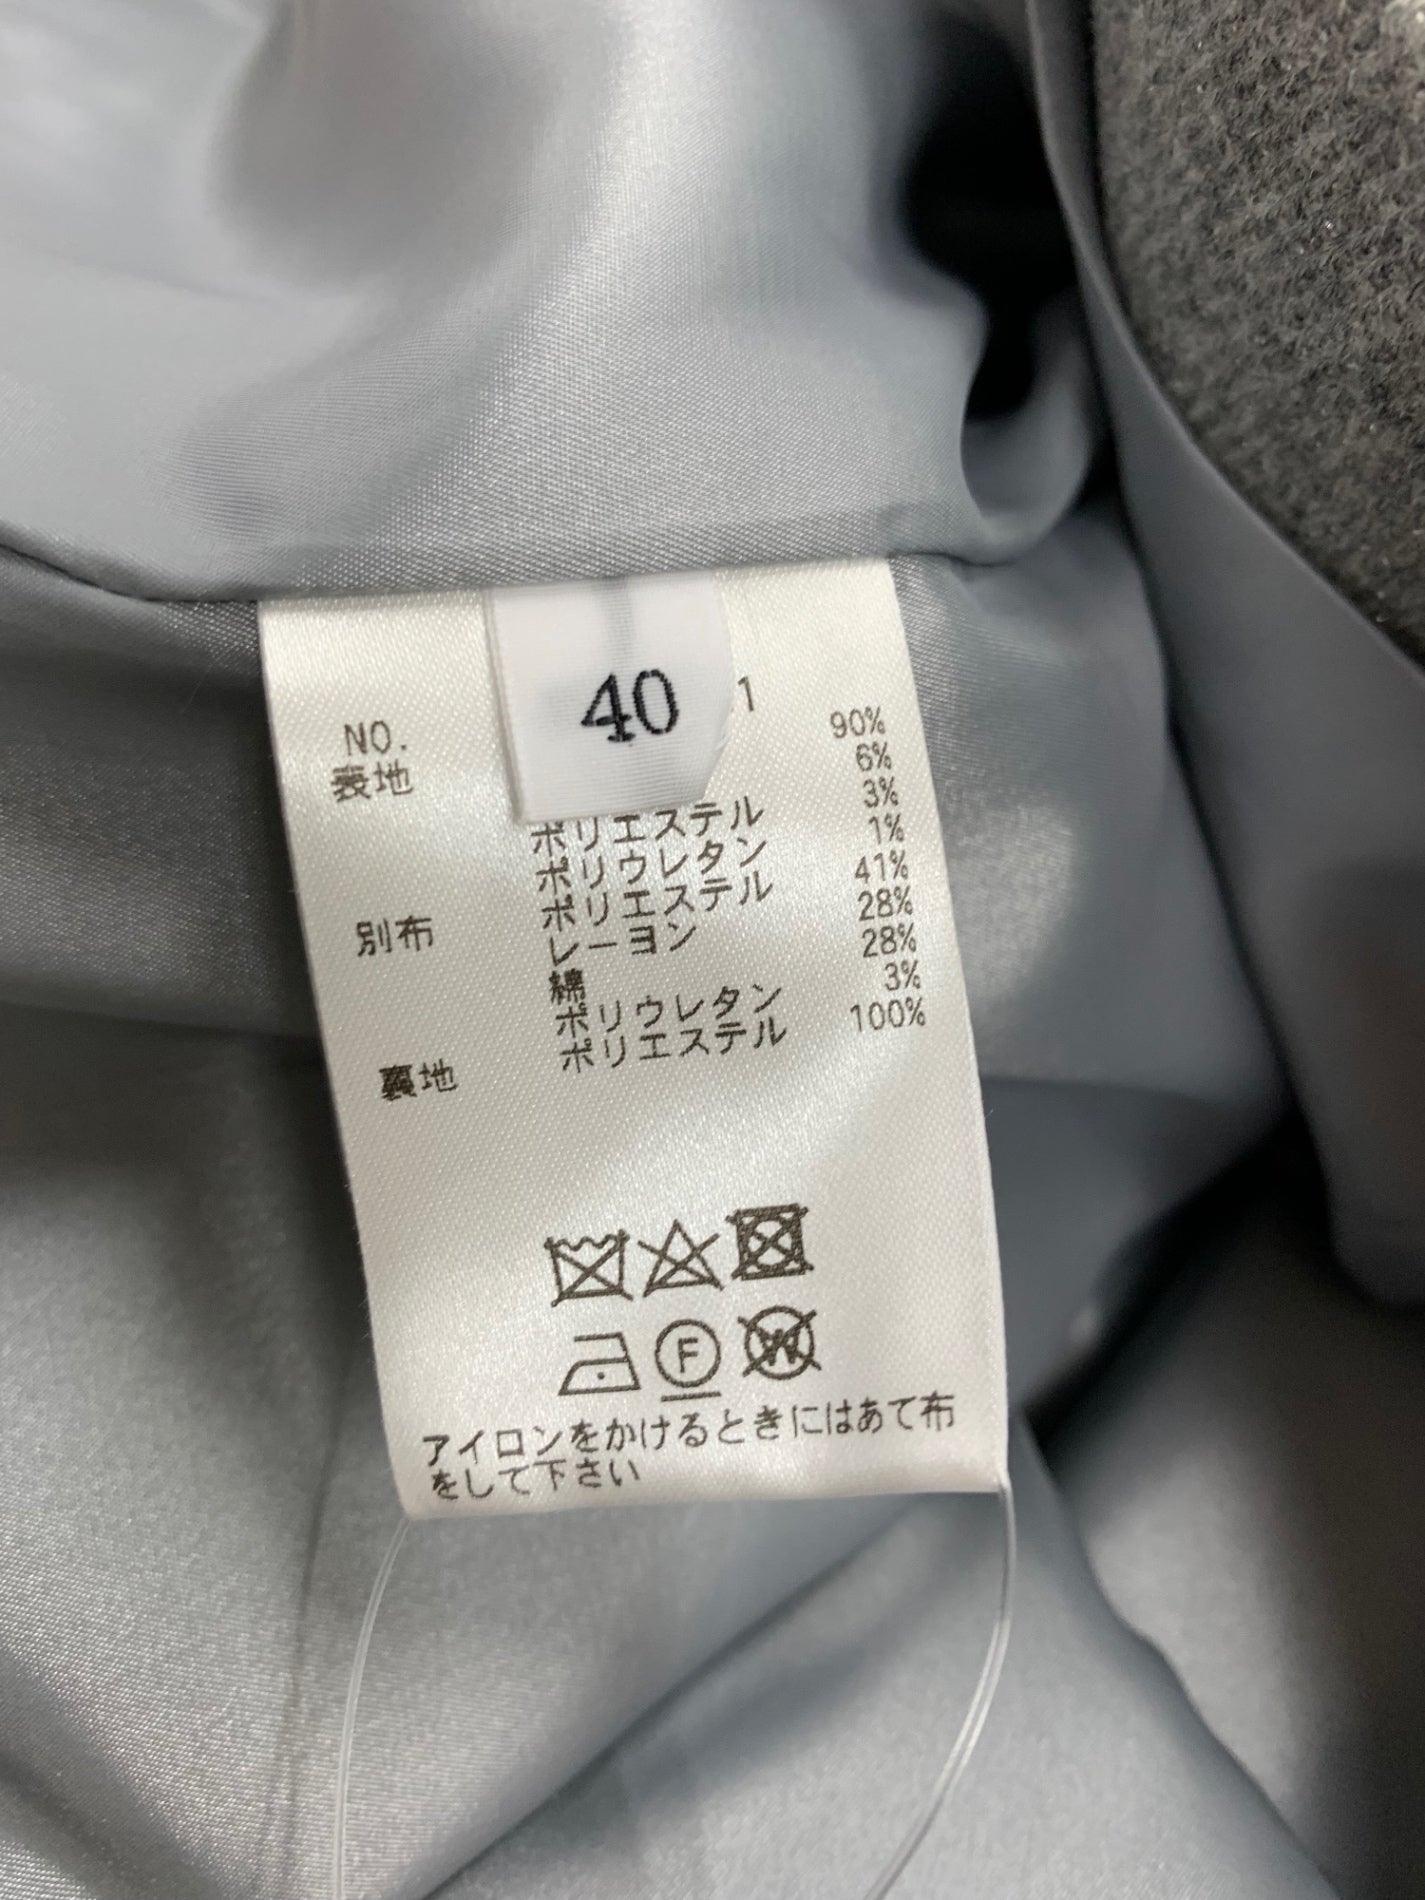 40
NO. 1
表地 90%
6%
ポリエステル 3%
ポリウレタン 1%
別布 ポリエステル 41%
レーヨン 28%
綿 28%
ポリウレタン 3%
裏地 ポリエステル 100%
F
W
アイロンをかけるときにはあて布
をして下さい